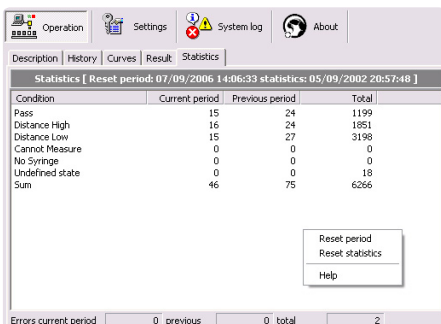 Operation Settings System log About
Description History Curves Result Statistics
Statistics [ Reset period: 07/09/2006 14:06:33 statistics: 05/09/2002 20:57:48 ]
Condition Current period Previous period Total
Pass 15 24 1199
Distance High 16 24 1851
Distance Low 15 27 3198
Cannot Measure 0 0 0
No Syringe 0 0 0
Undefined state 0 0 18
Sum 46 75 6266
Reset period
Reset statistics
Help
Errors current period 0 previous 0 total 2